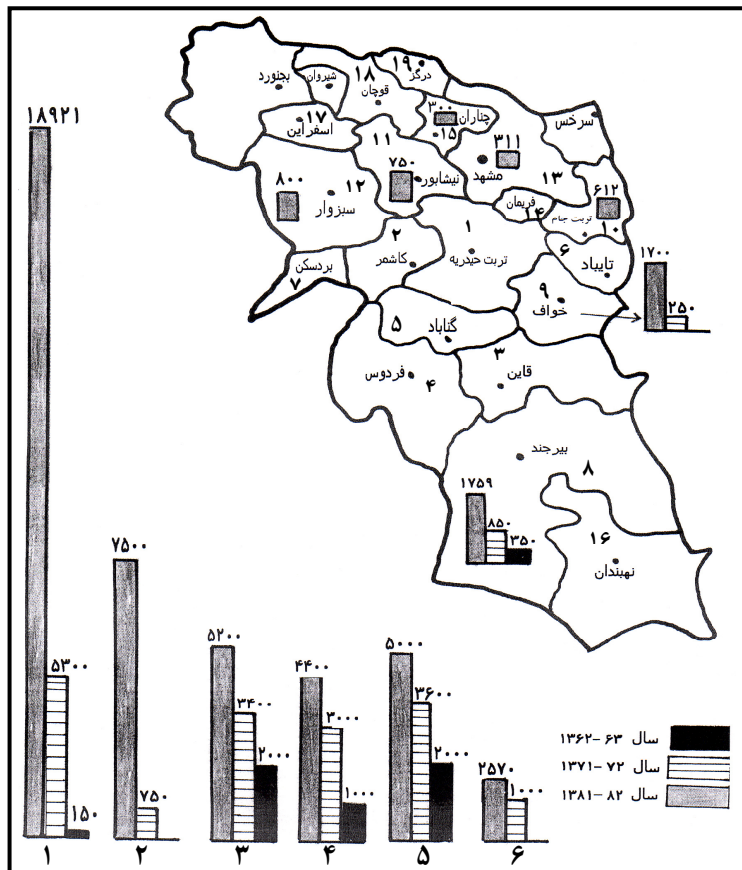 ۱۸۹۲۱
۵۳۰۰
۱۵۰
۱
۷۵۰۰
۷۵۰
۲
۵۲۰۰
۳۴۰۰
۲۰۰۰
۳
۴۴۰۰
۳۰۰۰
۱۰۰۰
۴
۵۰۰۰
۳۶۰۰
۲۰۰۰
۵
۲۵۷۰
۱۰۰۰
۶
بجنورد
شیروان
۱۸
قوچان
۱۹۰
درگز
۳۰۰
چناران
۱۵
سرخس
۱۷
اسفراین
۱۱
۷۵۰
نیشابور
۳۱۱
مشهد
۱۳
۸۰۰
۱۲
سبزوار
فریمان
۱۴
۶۱۲
تربت جام
۱۰
۱
تربت حیدریه
۲
کاشمر
بردسکن
۷
۶
تایباد
۹
خواف
۱۷۰۰
۲۵۰
۵
گناباد
۳
قاین
فردوس
۴
بیرجند
۸
۱۷۵۹
۸۵۰
۳۵۰
۱۶
نهبندان
سال ۶۳ -۱۳۶۲
سال ۷۲ -۱۳۷۱
سال ۸۲ -۱۳۸۱